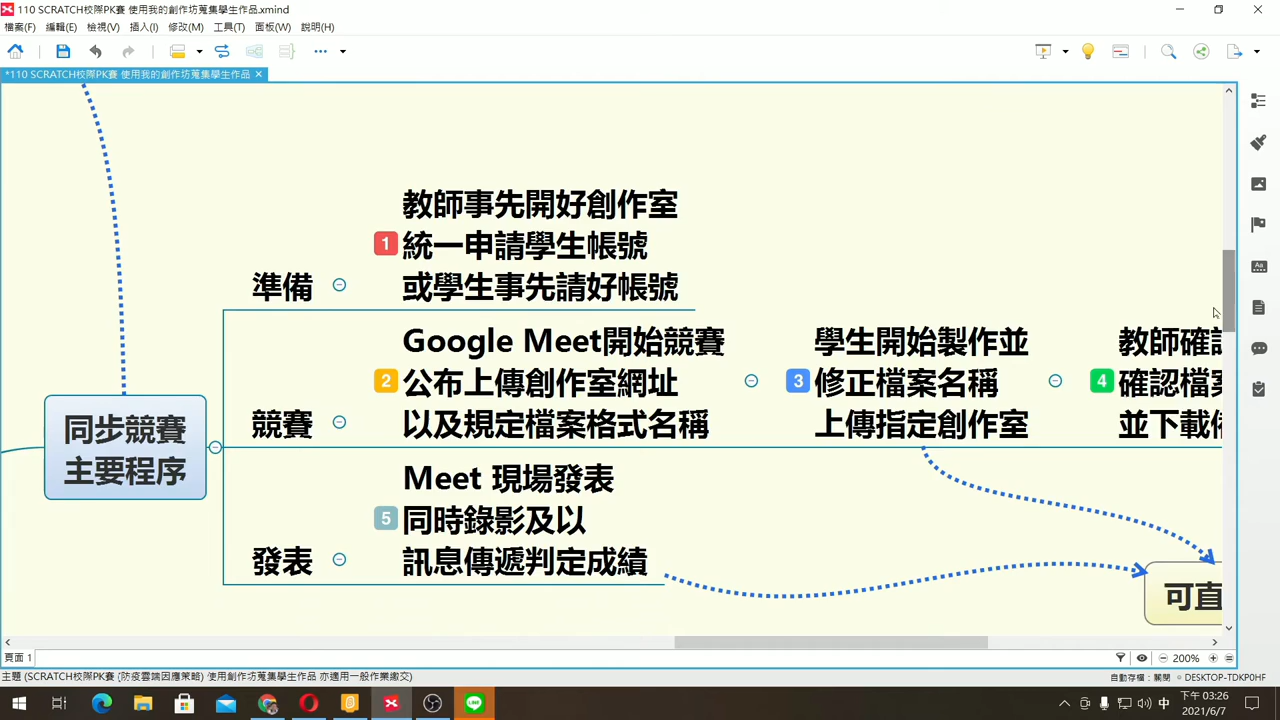 110 SCRATCH校際PK賽 使用我的創作坊蒐集學生作品.xmind
檔案(F) 編輯(E) 檢視(V) 插入(I) 修改(M) 工具(T) 面板(W) 說明(H)
*110 SCRATCH校際PK賽 使用我的創作坊蒐集學生作品
教師事先開好創作室
1 統一申請學生帳號
或學生事先請好帳號
準備
Google Meet開始競賽
2 公布上傳創作室網址
以及規定檔案格式名稱
競賽
學生開始製作並
3 修正檔案名稱
上傳指定創作室
教師確認
4 確認檔案
並下載備
同步競賽
主要程序
Meet 現場發表
5 同時錄影及以
訊息傳遞判定成績
發表
可直
頁面 1
200%
主題 (SCRATCH校際PK賽 (防疫雲端因應策略) 使用創作坊蒐集學生作品 亦適用一般作業繳交)
自動存檔：關閉 DESKTOP-TDKP0HF
中
下午 03:26
2021/6/7